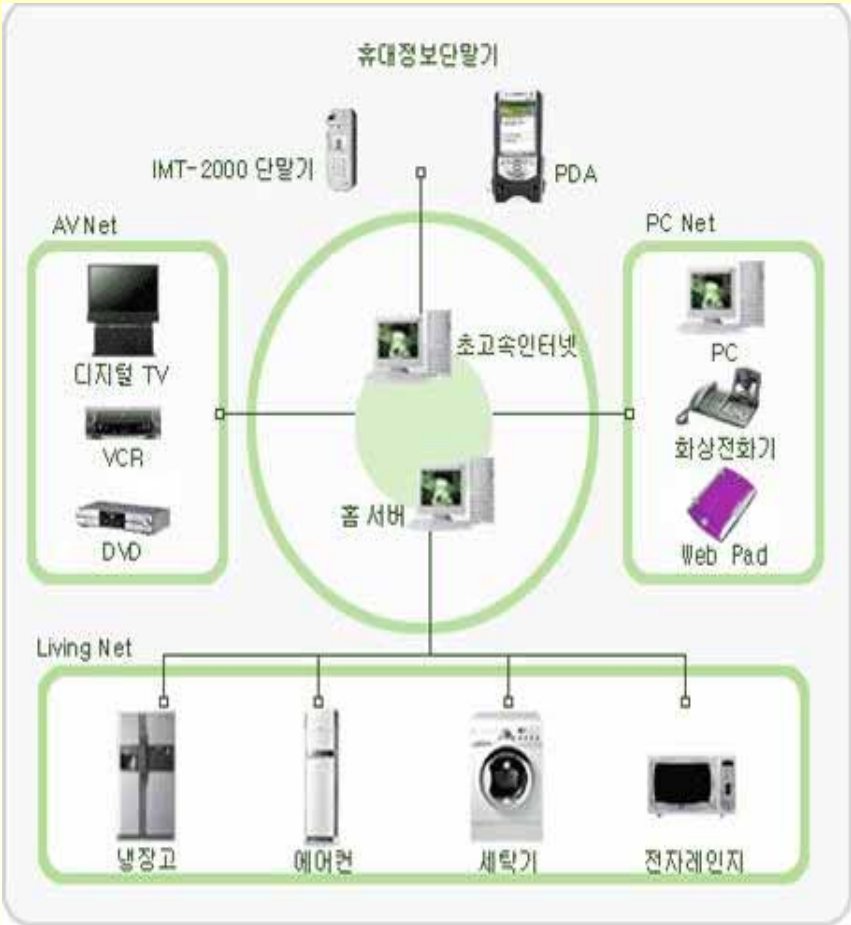 휴대정보단말기
IMT-2000 단말기
PDA
AV Net
디지털 TV
VCR
DVD
PC Net
PC
화상전화기
Web Pad
초고속인터넷
홈 서버
Living Net
냉장고
에어컨
세탁기
전자레인지